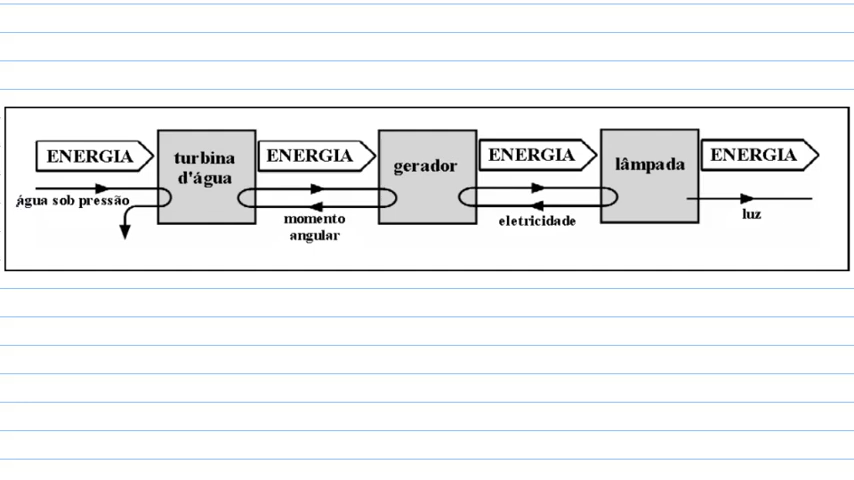 ENERGIA
turbina
d'água
ENERGIA
gerador
ENERGIA
lâmpada
ENERGIA
água sob pressão
momento
angular
eletricidade
luz